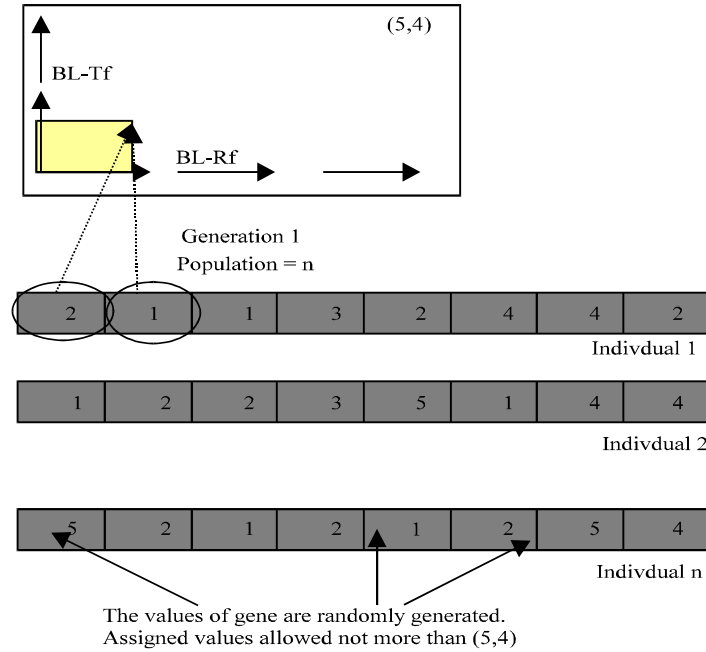 (5,4)
BL-Tf
BL-Rf
Generation 1
Population = n
2 1 1 3 2 4 4 2
Indivdual 1
1 2 2 3 5 1 4 4
Indivdual 2
5 2 1 2 1 2 5 4
Indivdual n
The values of gene are randomly generated.
Assigned values allowed not more than (5,4)